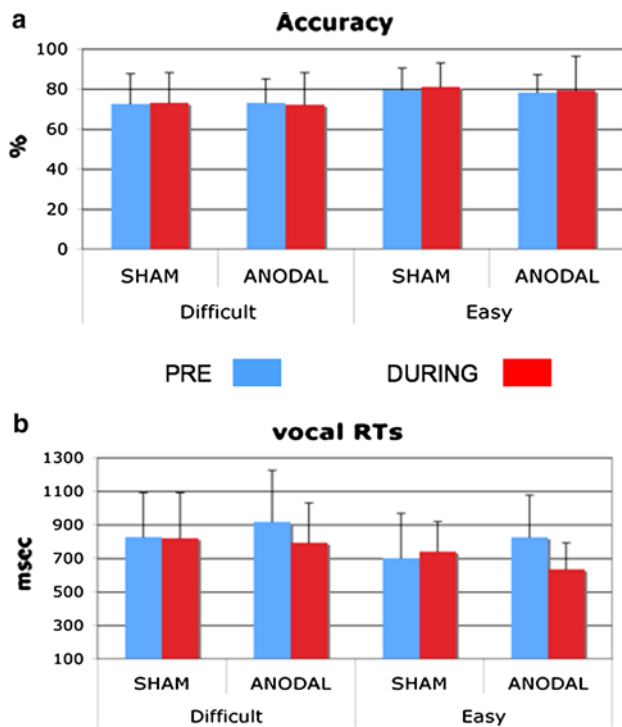 a
Accuracy
100
80
60
40
20
0
%
SHAM ANODAL SHAM ANODAL
Difficult Easy
PRE DURING
b
vocal RTs
1300
1100
900
700
500
300
100
msec
SHAM ANODAL SHAM ANODAL
Difficult Easy